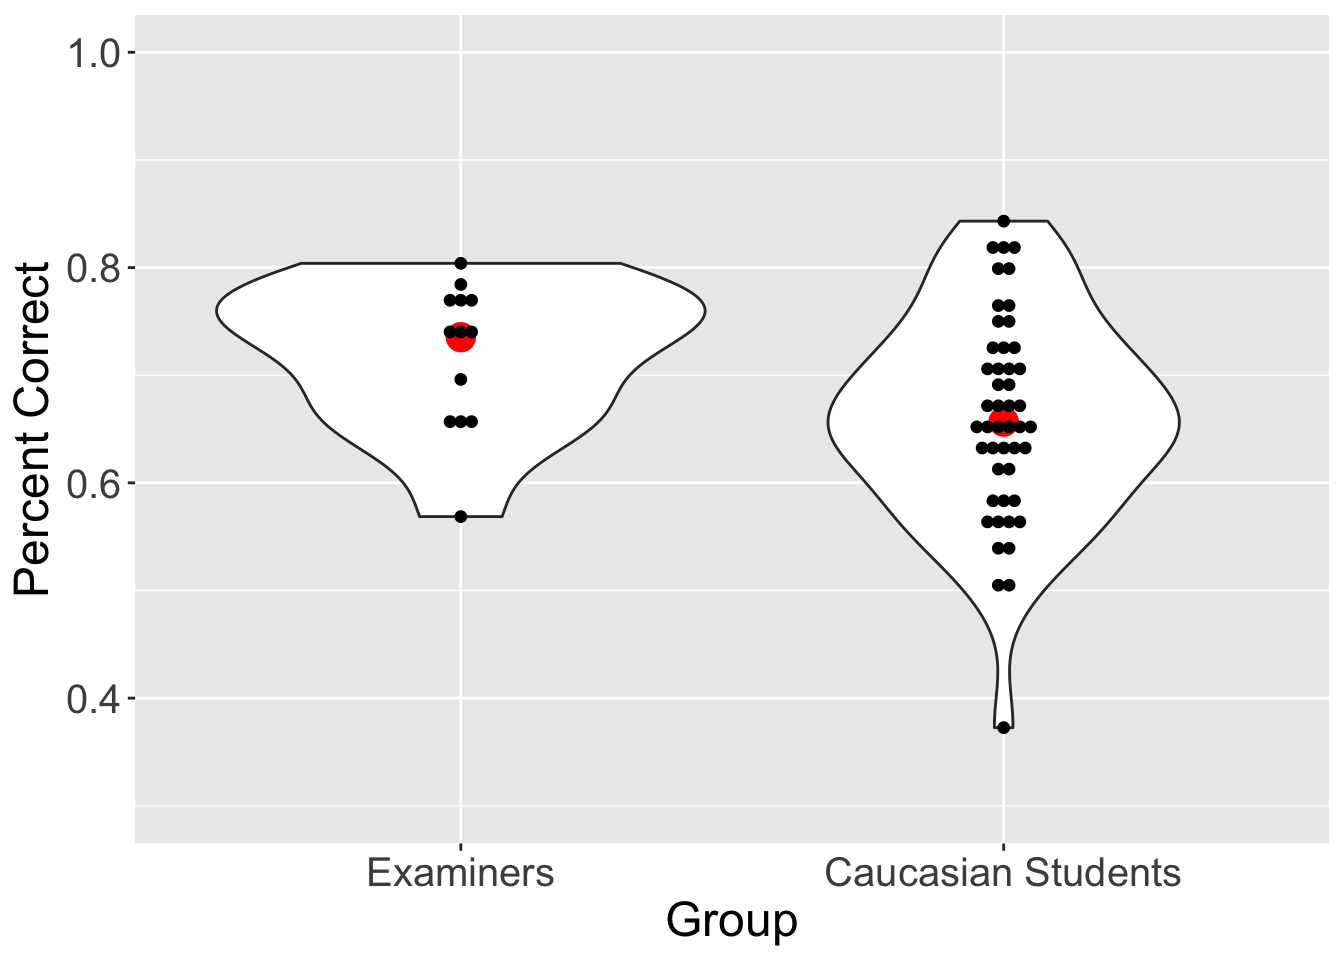 Percent Correct
1.0
0.8
0.6
0.4
Examiners
Caucasian Students
Group